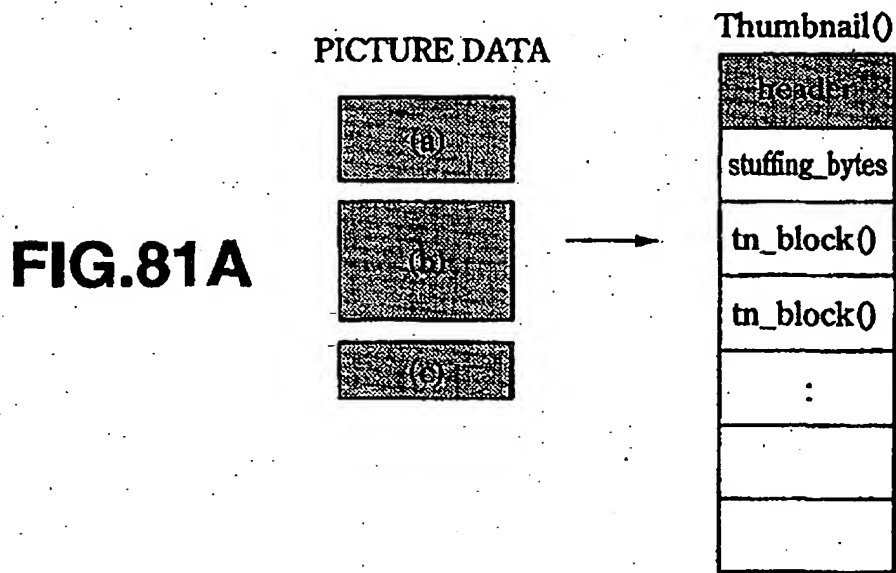 FIG.81A
PICTURE DATA
(a)
(b)
(c)
Thumbnail()
header
stuffing_bytes
tn_block()
tn_block()
: